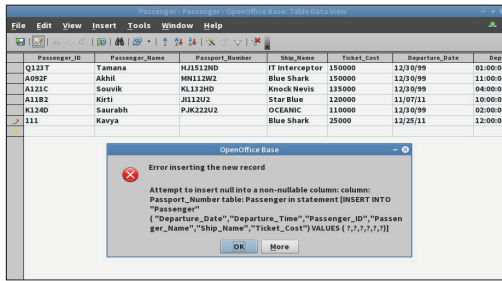 Passenger - Passenger - OpenOffice Base: Table Data View
File Edit View Insert Tools Window Help
Passenger_ID Passenger_Name Passport_Number Ship_Name Ticket_Cost Departure_Date Dep
Q123T Tamana HJ1512ND IT Interceptor 150000 12/30/99 01:00:0
A092F Akhil MN112W2 Blue Shark 150000 12/30/99 11:00:0
A121C Souvik KL132HD Knock Nevis 135000 12/30/99 04:00:0
A11B2 Kirti JI112U2 Star Blue 120000 11/07/11 10:00:0
K124D Saurabh PJK222U2 OCEANIC 110000 12/30/99 02:00:0
111 Kavya Blue Shark 25000 12/25/11 12:00:0
OpenOffice Base
Error inserting the new record
Attempt to insert null into a non-nullable column: column:
Passport_Number table: Passenger in statement [INSERT INTO
"Passenger"
( "Departure_Date","Departure_Time","Passenger_ID","Passen
ger_Name","Ship_Name","Ticket_Cost") VALUES ( ?,?,?,?,?,?)]
OK More